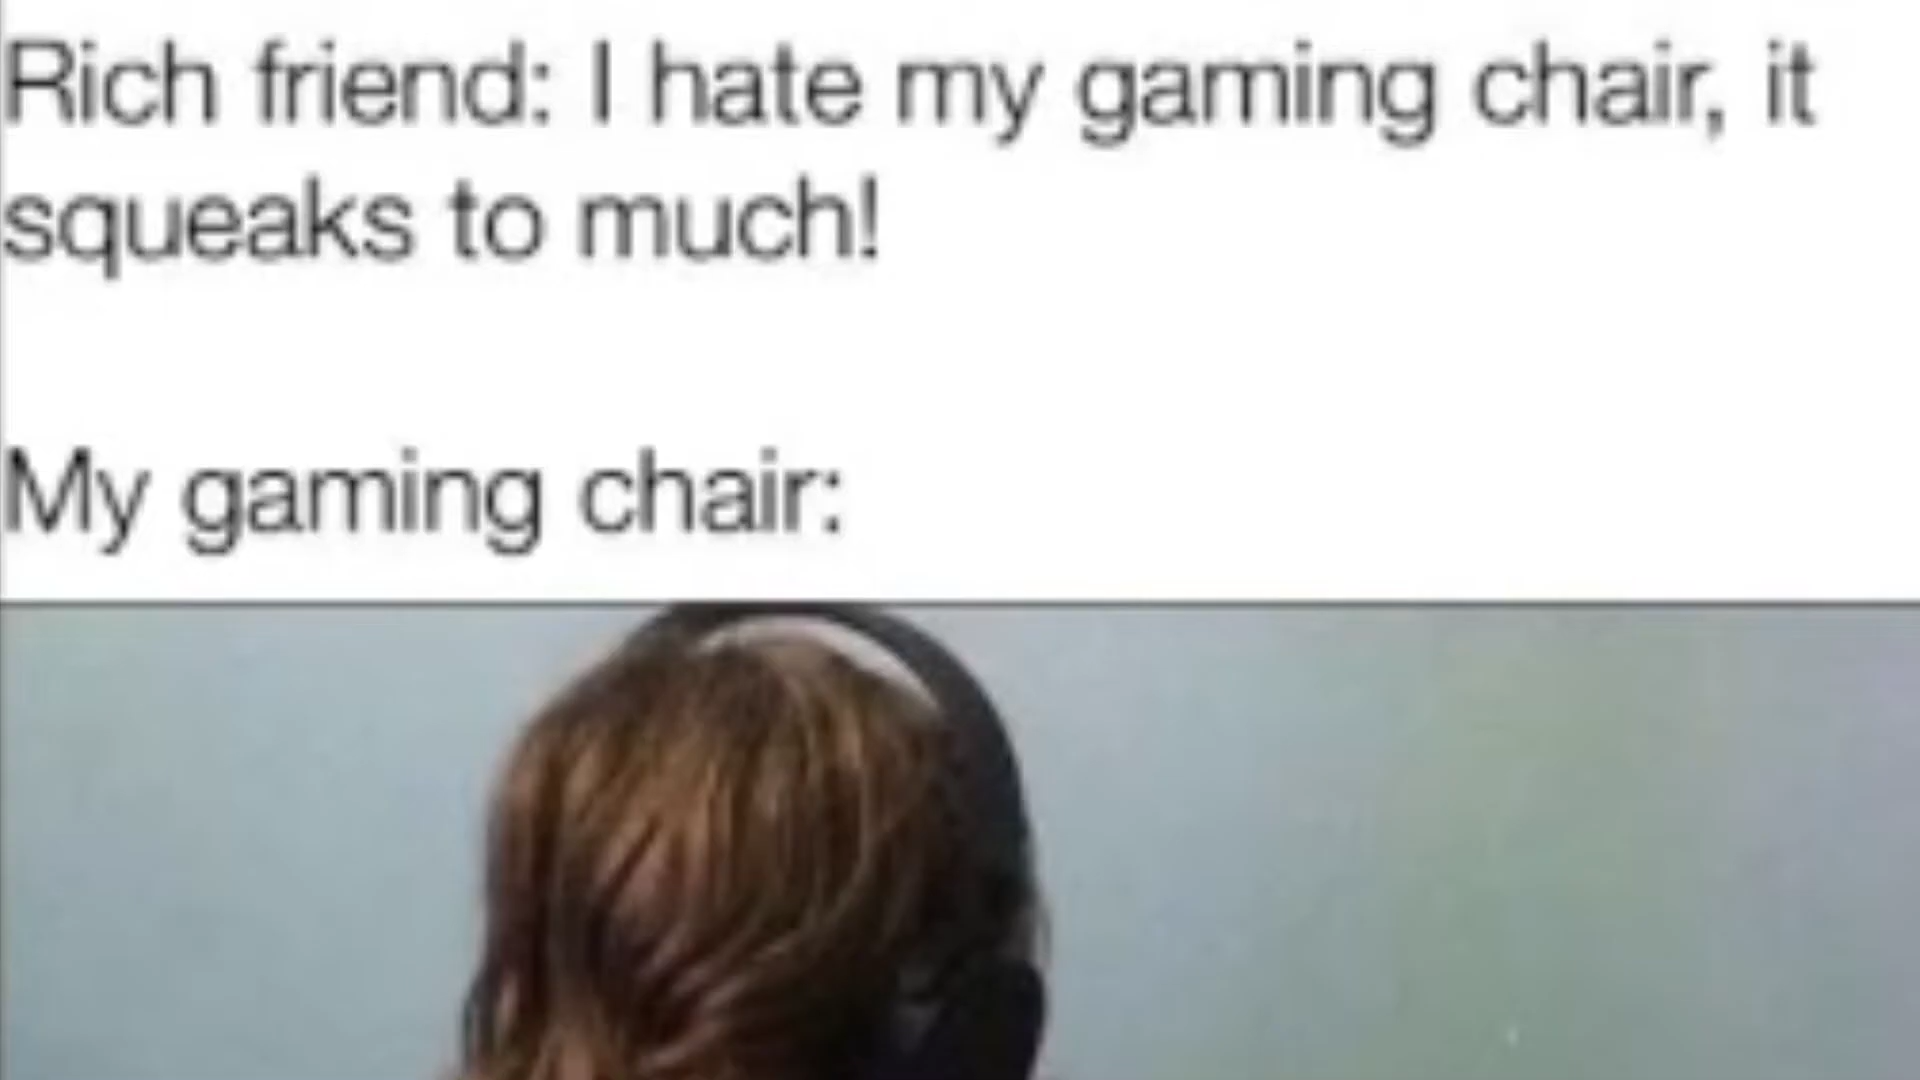 Rich friend: I hate my gaming chair, it
squeaks to much!
My gaming chair: